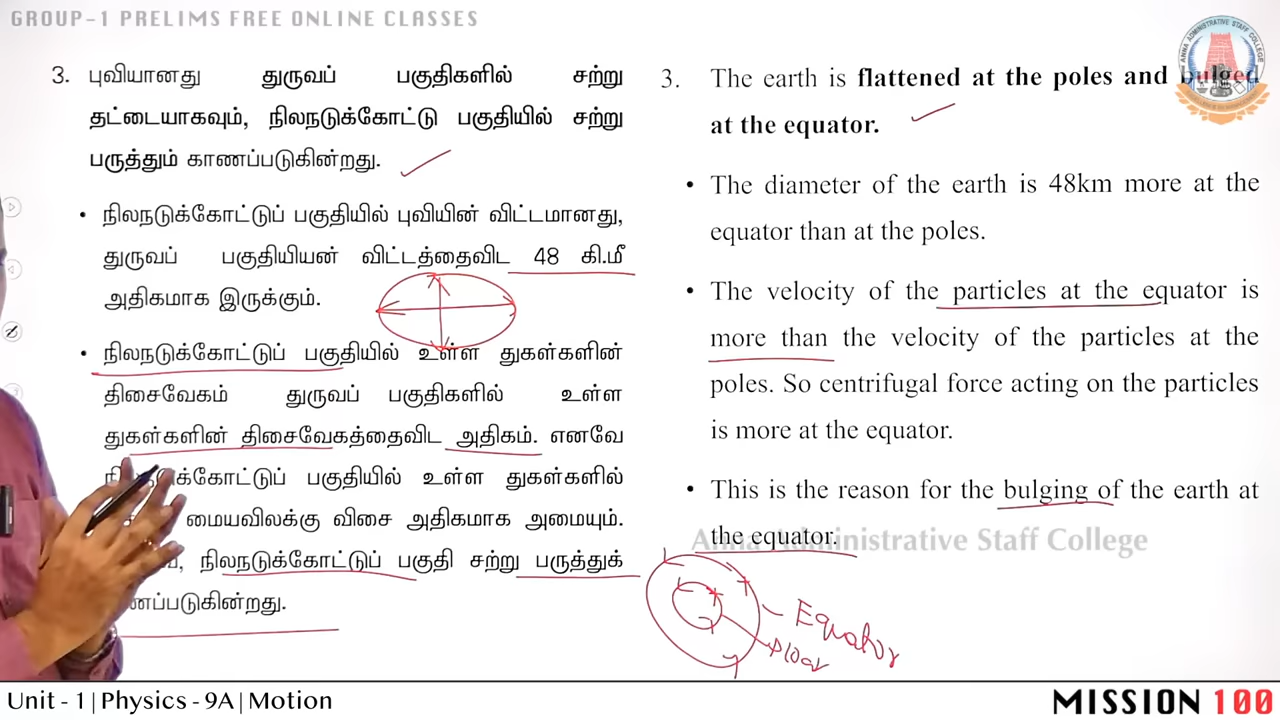 GROUP-1 PRELIMS FREE ONLINE CLASSES
3. புவியானது துருவப் பகுதிகளில் சற்று
தட்டையாகவும், நிலநடுக்கோட்டு பகுதியில் சற்று
பருத்தும் காணப்படுகின்றது.
• நிலநடுக்கோட்டுப் பகுதியில் புவியின் விட்டமானது,
துருவப் பகுதியியன் விட்டத்தைவிட 48 கி.மீ
அதிகமாக இருக்கும்.
• நிலநடுக்கோட்டுப் பகுதியில் உள்ள துகள்களின்
திசைவேகம் துருவப் பகுதிகளில் உள்ள
துகள்களின் திசைவேகத்தைவிட அதிகம். எனவே
பகுதியில் உள்ள துகள்களில்
மையவிலக்கு விசை அதிகமாக அமையும்.
நிலநடுக்கோட்டுப் பகுதி சற்று பருத்துக்
3. The earth is flattened at the poles and bulged
at the equator.
• The diameter of the earth is 48km more at the
equator than at the poles.
• The velocity of the particles at the equator is
more than the velocity of the particles at the
poles. So centrifugal force acting on the particles
is more at the equator.
• This is the reason for the bulging of the earth at
the equator.
Anna Administrative Staff College
Equator
Unit - 1 | Physics - 9A | Motion
MISSION 100